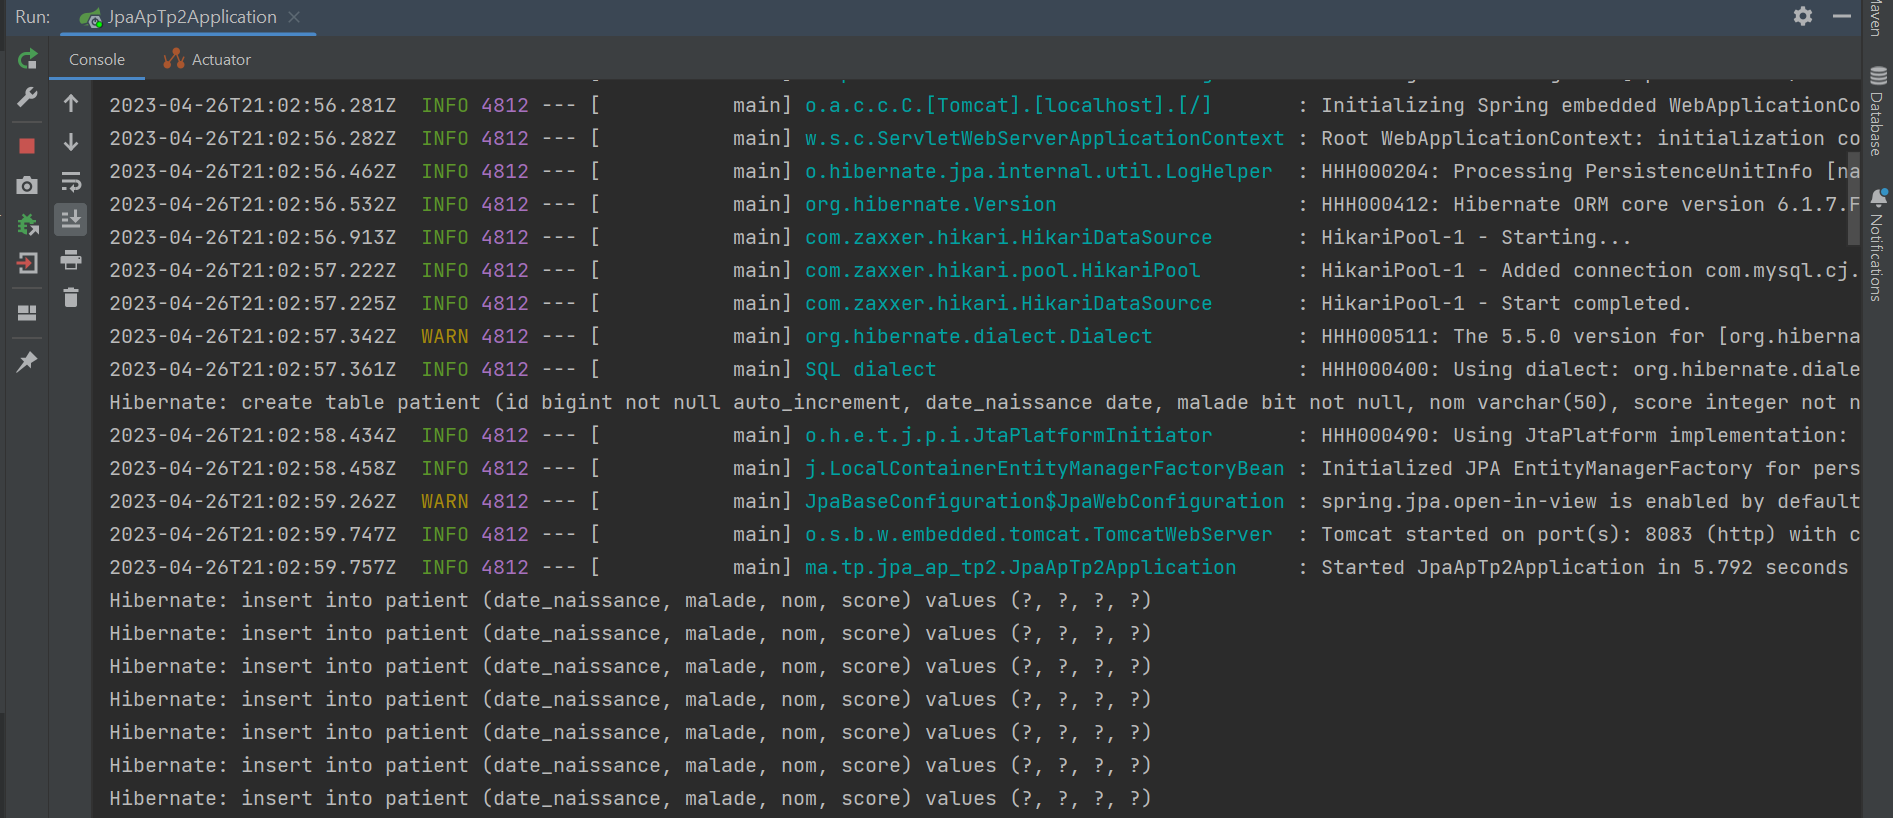 Run: JpaApTp2Application
Console Actuator
2023-04-26T21:02:56.281Z  INFO 4812 --- [           main] o.a.c.c.C.[Tomcat].[localhost].[/]       : Initializing Spring embedded WebApplicationCo
2023-04-26T21:02:56.282Z  INFO 4812 --- [           main] w.s.c.ServletWebServerApplicationContext : Root WebApplicationContext: initialization co
2023-04-26T21:02:56.462Z  INFO 4812 --- [           main] o.hibernate.jpa.internal.util.LogHelper  : HHH000204: Processing PersistenceUnitInfo [na
2023-04-26T21:02:56.532Z  INFO 4812 --- [           main] org.hibernate.Version                    : HHH000412: Hibernate ORM core version 6.1.7.F
2023-04-26T21:02:56.913Z  INFO 4812 --- [           main] com.zaxxer.hikari.HikariDataSource       : HikariPool-1 - Starting...
2023-04-26T21:02:57.222Z  INFO 4812 --- [           main] com.zaxxer.hikari.pool.HikariPool        : HikariPool-1 - Added connection com.mysql.cj.
2023-04-26T21:02:57.225Z  INFO 4812 --- [           main] com.zaxxer.hikari.HikariDataSource       : HikariPool-1 - Start completed.
2023-04-26T21:02:57.342Z  WARN 4812 --- [           main] org.hibernate.dialect.Dialect            : HHH000511: The 5.5.0 version for [org.hiberna
2023-04-26T21:02:57.361Z  INFO 4812 --- [           main] SQL dialect                              : HHH000400: Using dialect: org.hibernate.diale
Hibernate: create table patient (id bigint not null auto_increment, date_naissance date, malade bit not null, nom varchar(50), score integer not n
2023-04-26T21:02:58.434Z  INFO 4812 --- [           main] o.h.e.t.j.p.i.JtaPlatformInitiator       : HHH000490: Using JtaPlatform implementation:
2023-04-26T21:02:58.458Z  INFO 4812 --- [           main] j.LocalContainerEntityManagerFactoryBean : Initialized JPA EntityManagerFactory for pers
2023-04-26T21:02:59.262Z  WARN 4812 --- [           main] JpaBaseConfiguration$JpaWebConfiguration : spring.jpa.open-in-view is enabled by default
2023-04-26T21:02:59.747Z  INFO 4812 --- [           main] o.s.b.w.embedded.tomcat.TomcatWebServer  : Tomcat started on port(s): 8083 (http) with c
2023-04-26T21:02:59.757Z  INFO 4812 --- [           main] ma.tp.jpa_ap_tp2.JpaApTp2Application     : Started JpaApTp2Application in 5.792 seconds
Hibernate: insert into patient (date_naissance, malade, nom, score) values (?, ?, ?, ?)
Hibernate: insert into patient (date_naissance, malade, nom, score) values (?, ?, ?, ?)
Hibernate: insert into patient (date_naissance, malade, nom, score) values (?, ?, ?, ?)
Hibernate: insert into patient (date_naissance, malade, nom, score) values (?, ?, ?, ?)
Hibernate: insert into patient (date_naissance, malade, nom, score) values (?, ?, ?, ?)
Hibernate: insert into patient (date_naissance, malade, nom, score) values (?, ?, ?, ?)
Hibernate: insert into patient (date_naissance, malade, nom, score) values (?, ?, ?, ?)
Maven
Database
Notifications